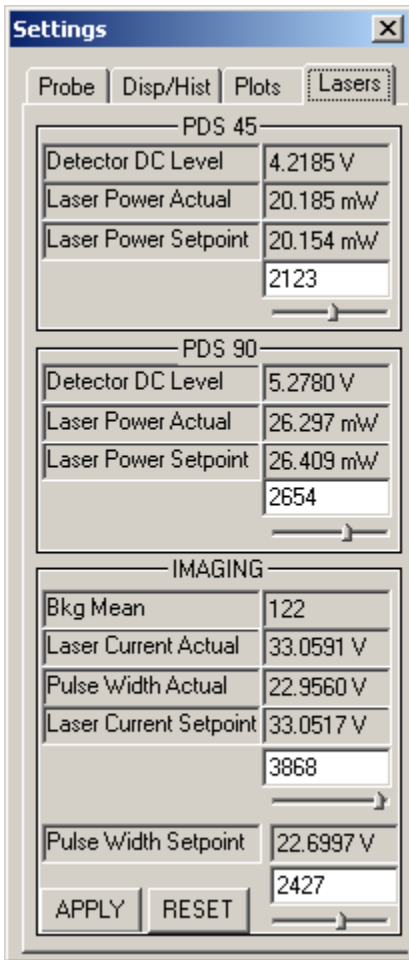 Settings
Probe Disp/Hist Plots Lasers
PDS 45
Detector DC Level 4.2185 V
Laser Power Actual 20.185 mW
Laser Power Setpoint 20.154 mW
2123
PDS 90
Detector DC Level 5.2780 V
Laser Power Actual 26.297 mW
Laser Power Setpoint 26.409 mW
2654
IMAGING
Bkg Mean 122
Laser Current Actual 33.0591 V
Pulse Width Actual 22.9560 V
Laser Current Setpoint 33.0517 V
3868
Pulse Width Setpoint 22.6997 V
2427
APPLY RESET